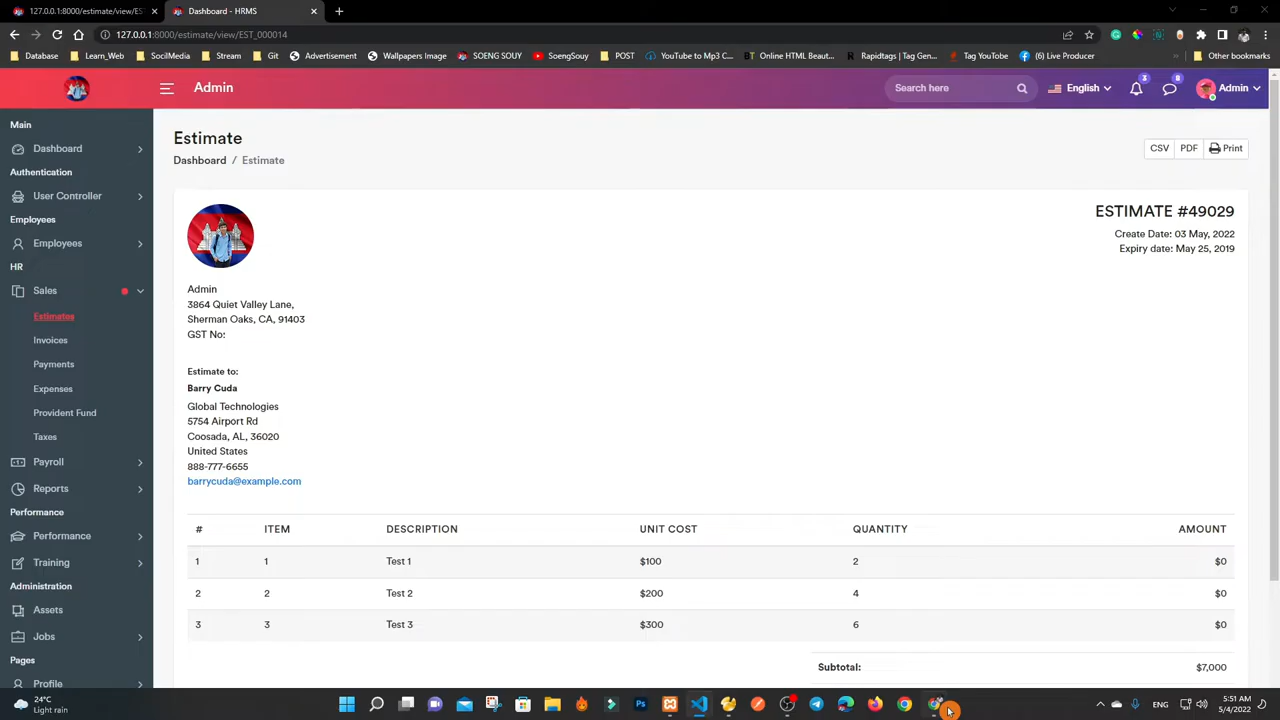 127.0.0.1:8000/estimate/view/EST
Dashboard - HRMS
127.0.0.1:8000/estimate/view/EST_000014
Database
Learn_Web
SocilMedia
Stream
Git
Advertisement
Wallpapers Image
SOENG SOUY
SoengSouy
POST
YouTube to Mp3 C...
Online HTML Beaut...
Rapidtags | Tag Gen...
Tag YouTube
(6) Live Producer
Other bookmarks
Admin
Search here
English
3
8
Admin
Main
Dashboard
Authentication
User Controller
Employees
Employees
HR
Sales
Estimates
Invoices
Payments
Expenses
Provident Fund
Taxes
Payroll
Reports
Performance
Performance
Training
Administration
Assets
Jobs
Pages
Profile
Estimate
Dashboard / Estimate
CSV PDF Print
ESTIMATE #49029
Create Date: 03 May, 2022
Expiry date: May 25, 2019
Admin
3864 Quiet Valley Lane,
Sherman Oaks, CA, 91403
GST No:
Estimate to:
Barry Cuda
Global Technologies
5754 Airport Rd
Coosada, AL, 36020
United States
888-777-6655
barrycuda@example.com
# ITEM DESCRIPTION UNIT COST QUANTITY AMOUNT
1 1 Test 1 $100 2 $0
2 2 Test 2 $200 4 $0
3 3 Test 3 $300 6 $0
Subtotal: $7,000
24°C
Light rain
ENG
5:51 AM
5/4/2022